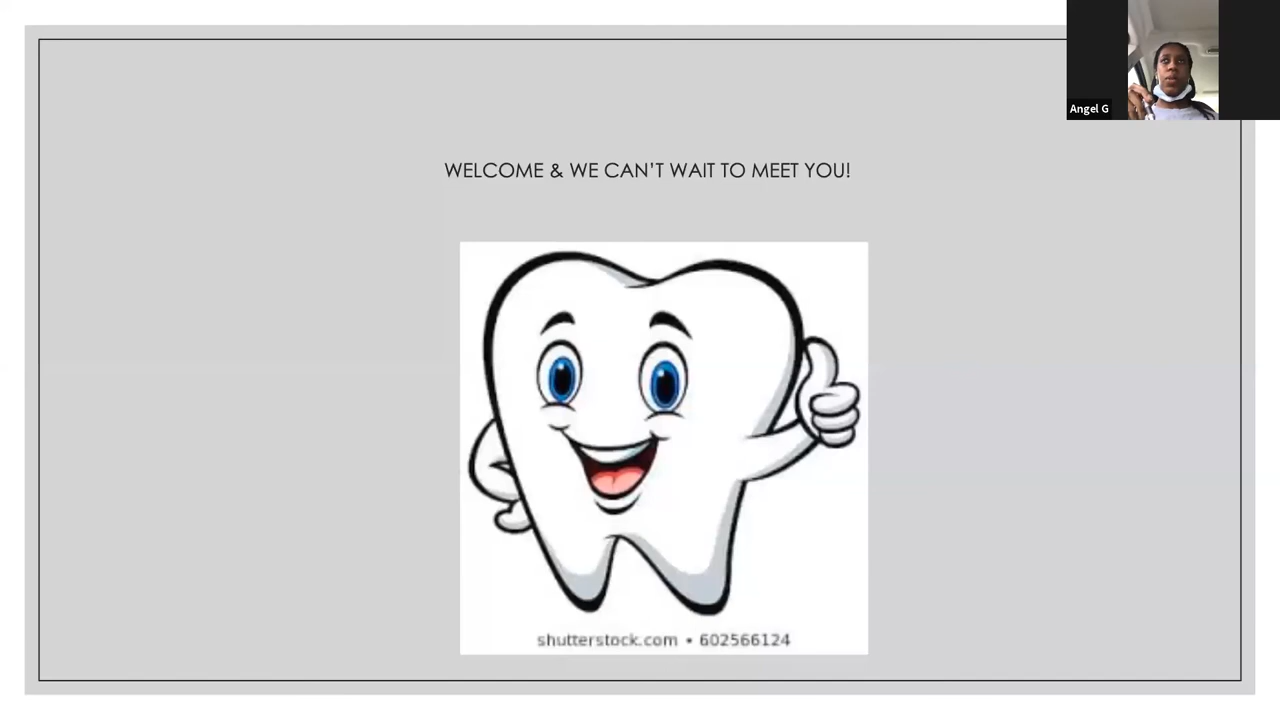 Angel G
WELCOME & WE CAN'T WAIT TO MEET YOU!
shutterstock.com • 602566124